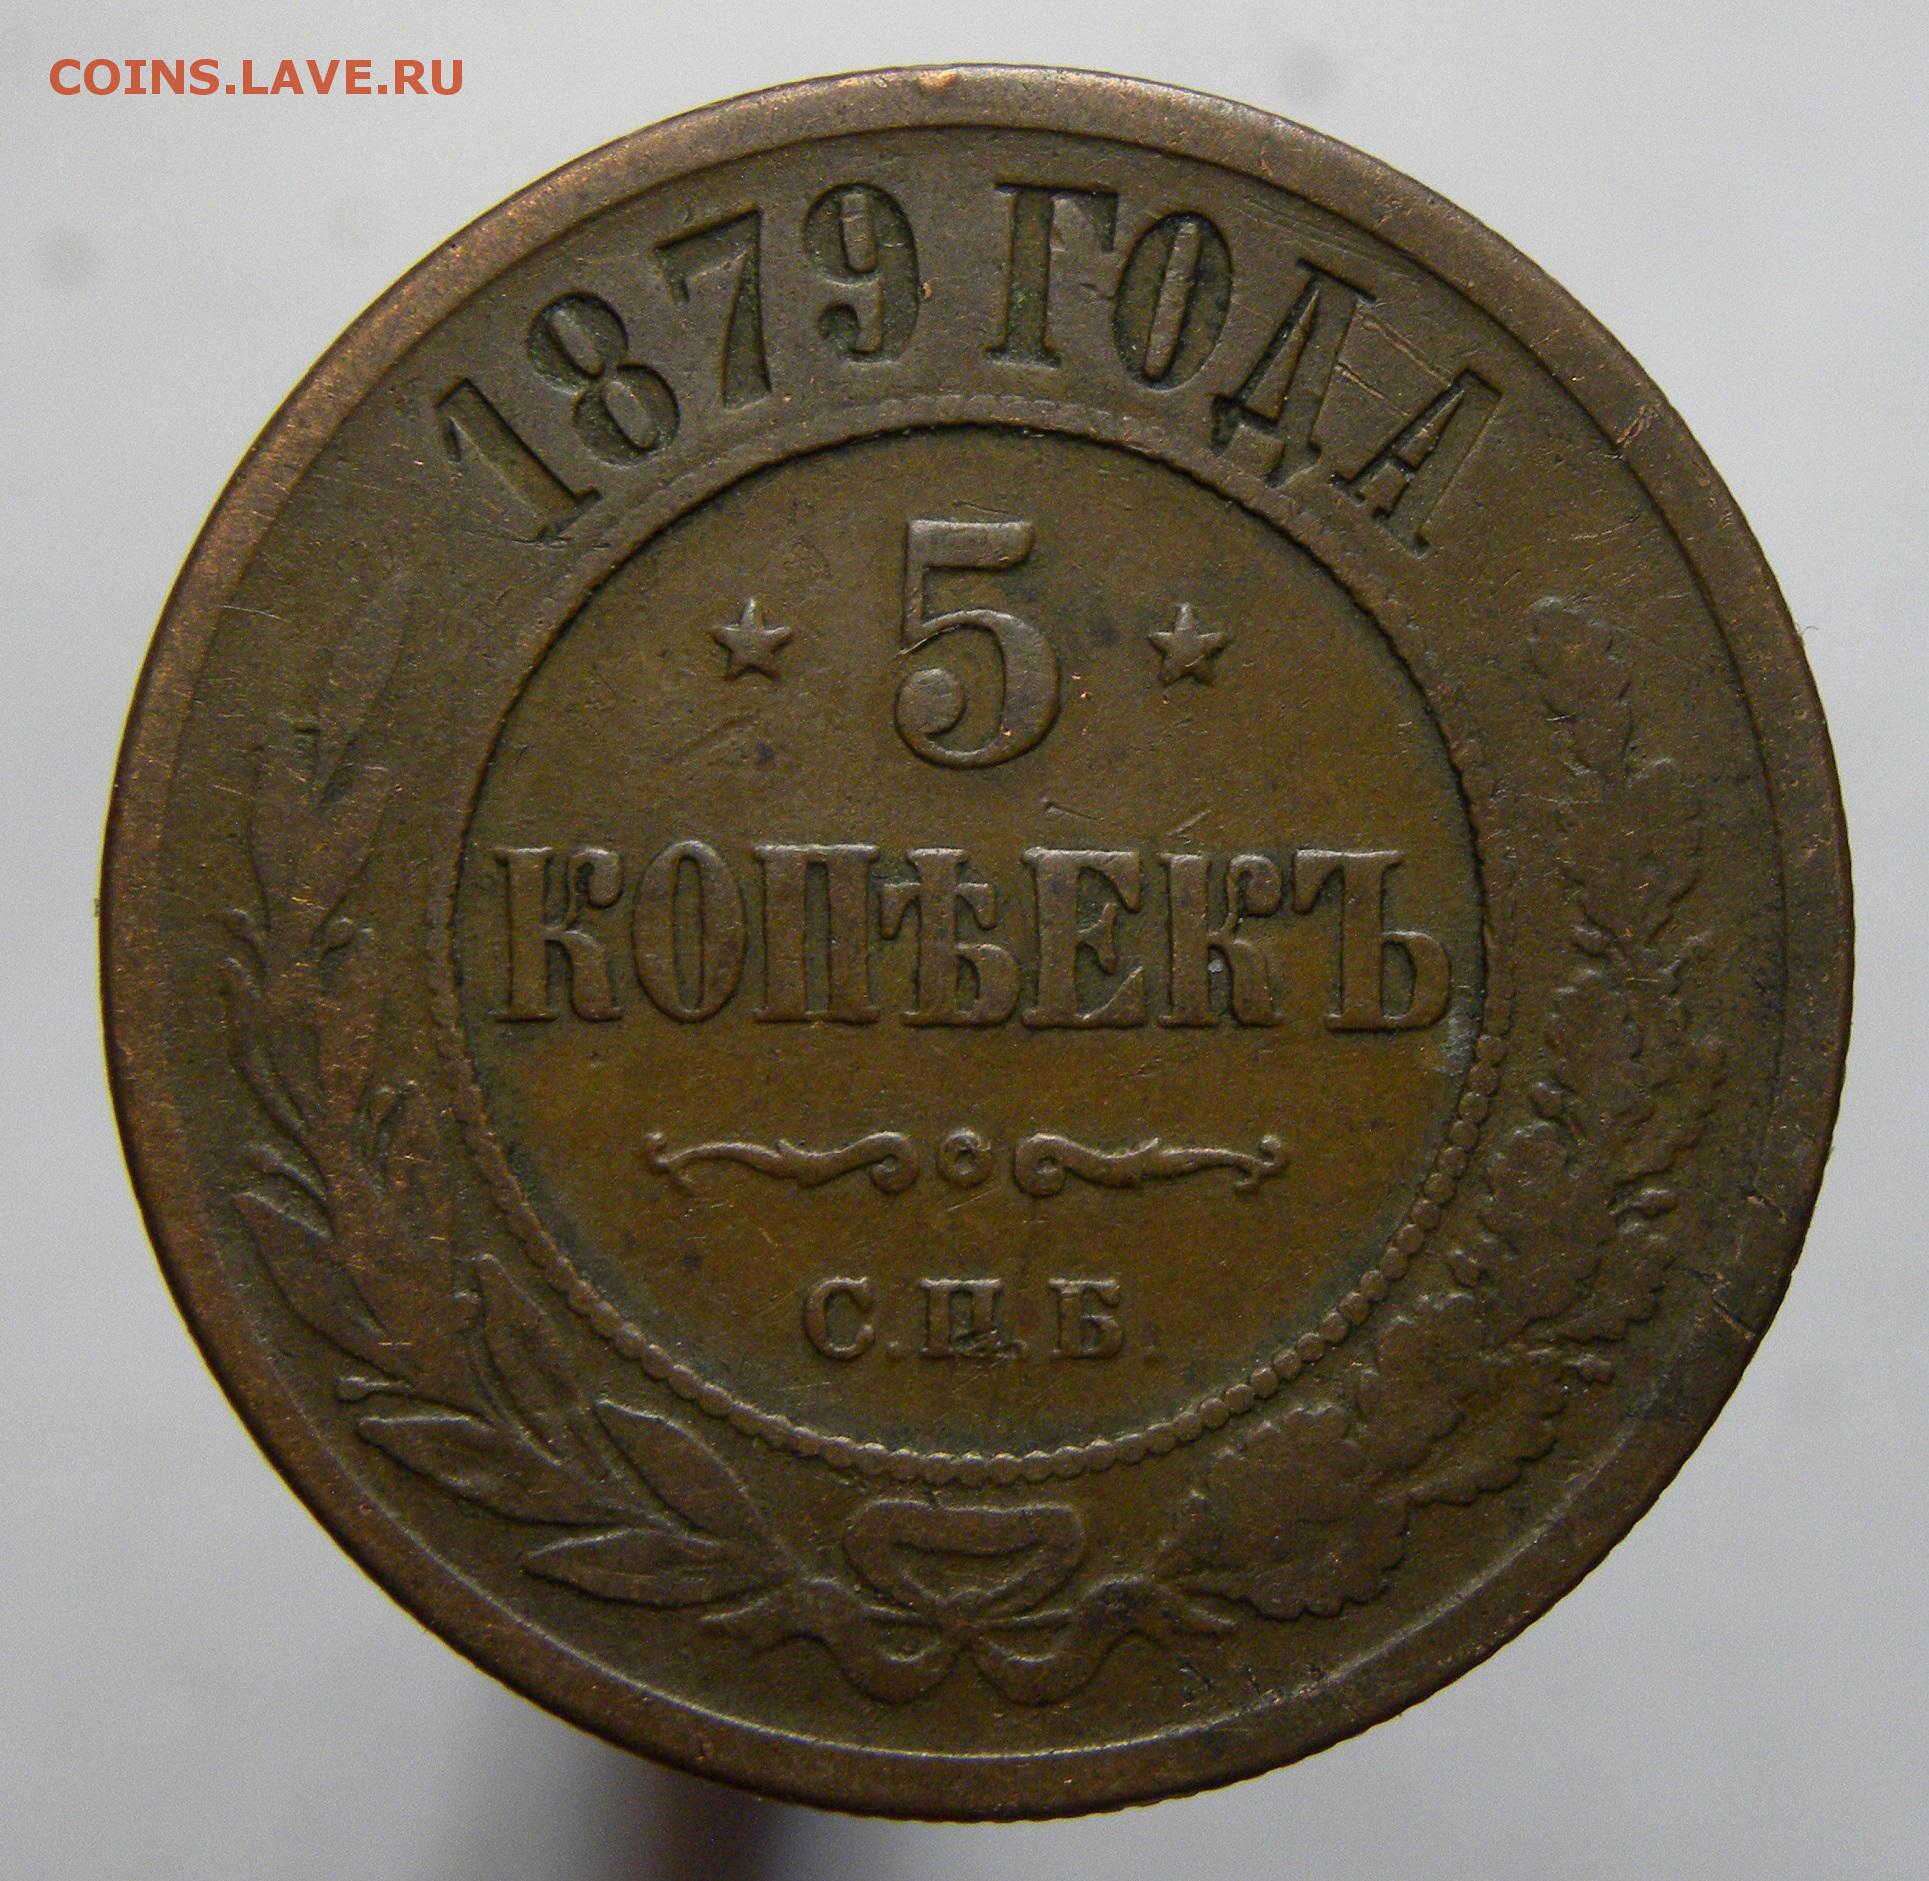 COINS.LAVE.RU
1879 ГОДА
5
КОПѢЕКЪ
С.П.Б.